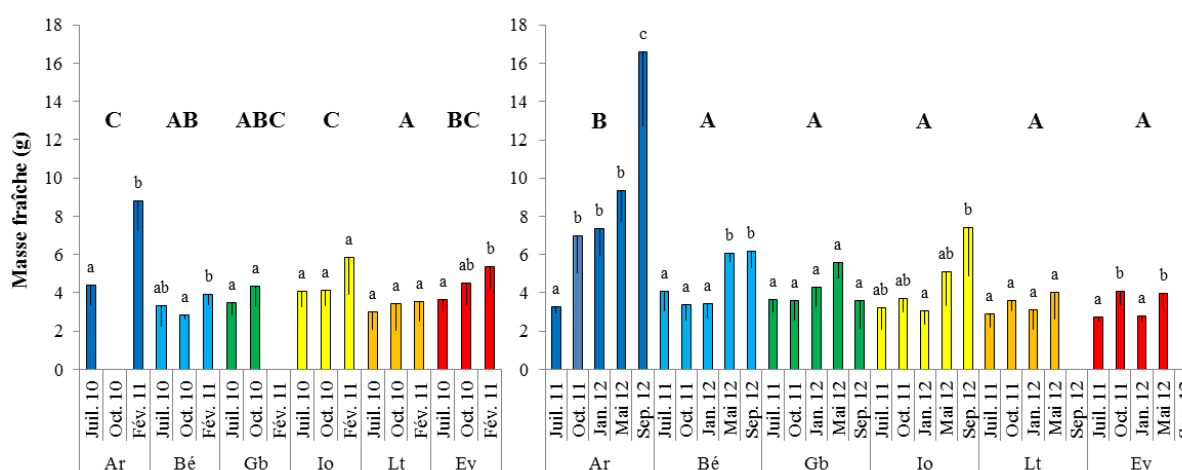 Masse fraîche (g)
18
16
14
12
10
8
6
4
2
0
C AB ABC C A BC
a b ab a b a a a a a a a a a ab b
Juil. 10 Oct. 10 Fév. 11 Juil. 10 Oct. 10 Fév. 11 Juil. 10 Oct. 10 Fév. 11 Juil. 10 Oct. 10 Fév. 11 Juil. 10 Oct. 10 Fév. 11 Juil. 10 Oct. 10 Fév. 11
Ar Bé Gb Io Lt Ev
18
16
14
12
10
8
6
4
2
0
B A A A A A
a b b b c a a a b b a a a a a ab ab a ab b a a a a a b a b
Juil. 11 Oct. 11 Jan. 12 Mai 12 Sep. 12 Juil. 11 Oct. 11 Jan. 12 Mai 12 Sep. 12 Juil. 11 Oct. 11 Jan. 12 Mai 12 Sep. 12 Juil. 11 Oct. 11 Jan. 12 Mai 12 Sep. 12 Juil. 11 Oct. 11 Jan. 12 Mai 12 Sep. 12 Juil. 11 Oct. 11 Jan. 12 Mai 12
Ar Bé Gb Io Lt Ev